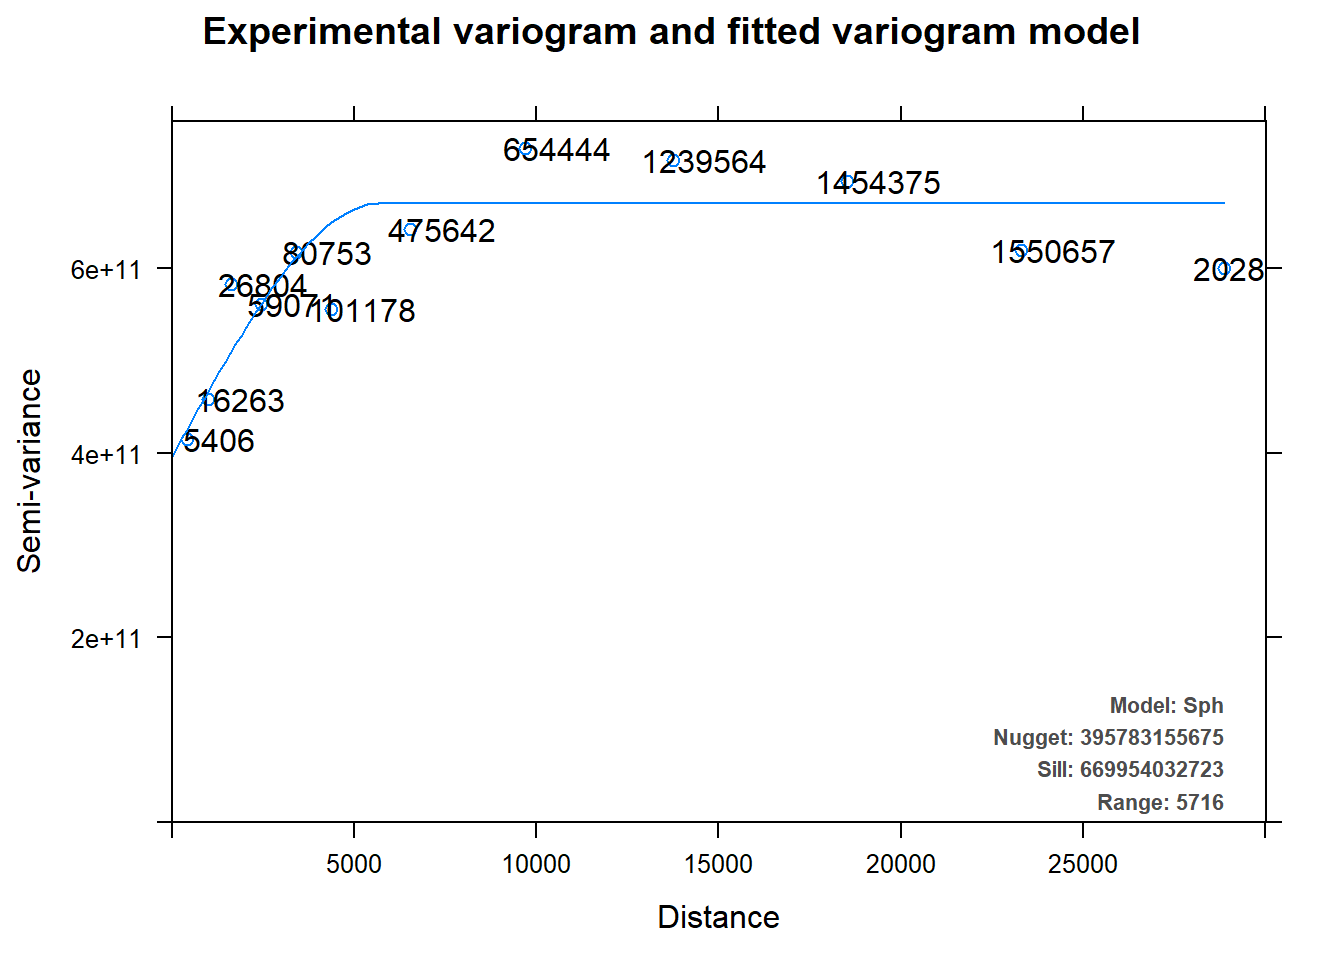 Experimental variogram and fitted variogram model
654444
1239564
1454375
475642
80753
1550657
2028
26804
59071
101178
16263
5406
6e+11
4e+11
2e+11
Semi-variance
Model: Sph
Nugget: 395783155675
Sill: 669954032723
Range: 5716
5000
10000
15000
20000
25000
Distance